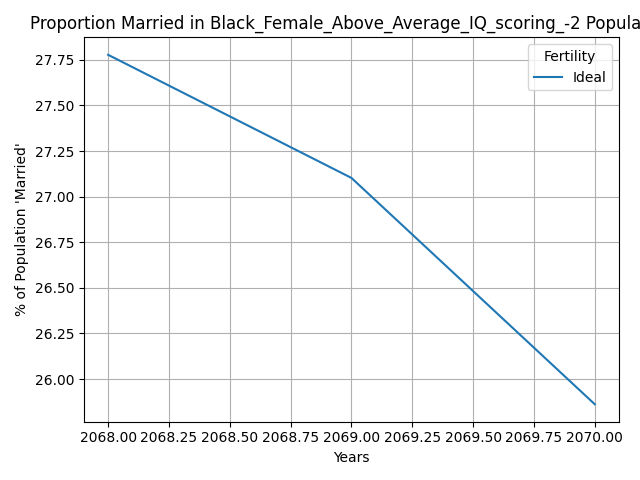 Proportion Married in Black_Female_Above_Average_IQ_scoring_-2 Popula
Fertility
Ideal
% of Population 'Married'
27.75
27.50
27.25
27.00
26.75
26.50
26.25
26.00
2068.00 2068.25 2068.50 2068.75 2069.00 2069.25 2069.50 2069.75 2070.00
Years